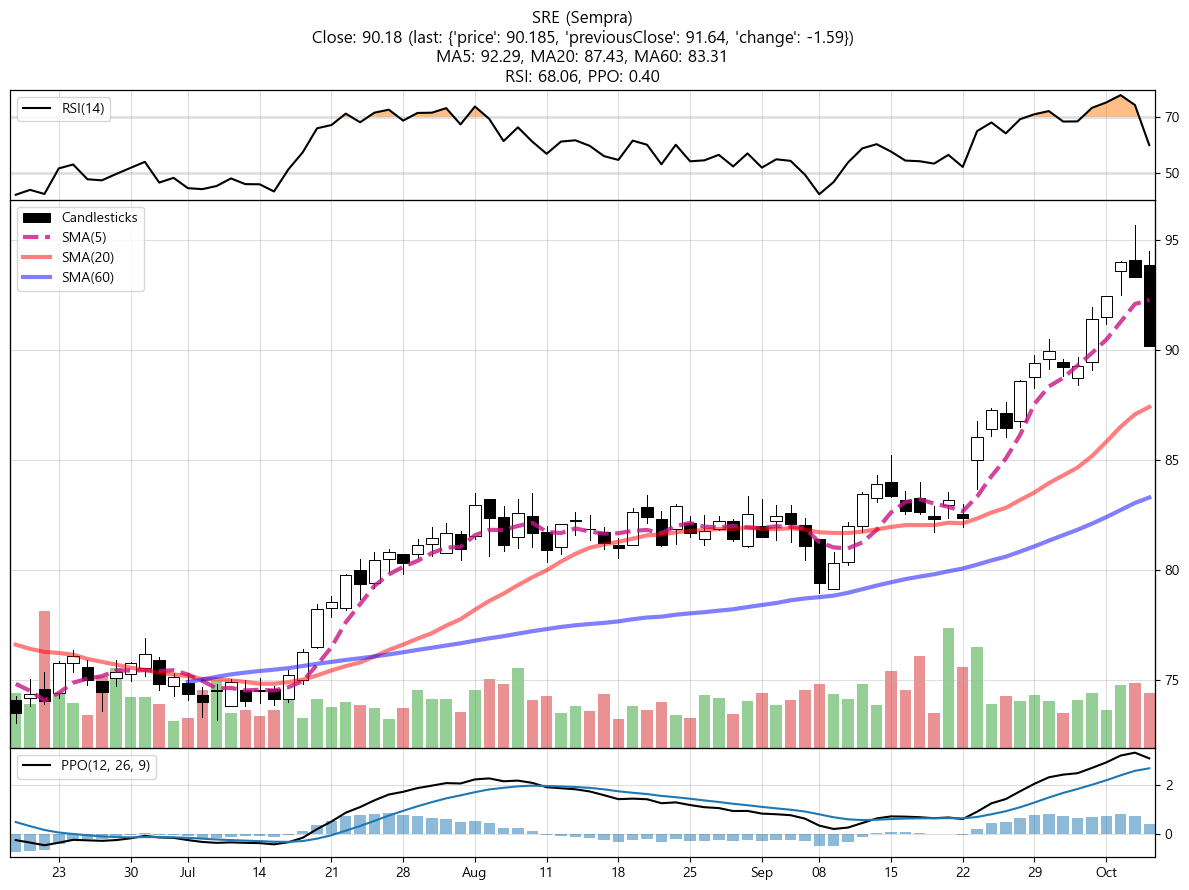 SRE (Sempra)
Close: 90.18 (last: {'price': 90.185, 'previousClose': 91.64, 'change': -1.59})
MA5: 92.29, MA20: 87.43, MA60: 83.31
RSI: 68.06, PPO: 0.40
RSI(14)
70
50
Candlesticks
SMA(5)
SMA(20)
SMA(60)
95
90
85
80
75
PPO(12, 26, 9)
2
0
23 30 Jul 14 21 28 Aug 11 18 25 Sep 08 15 22 29 Oct